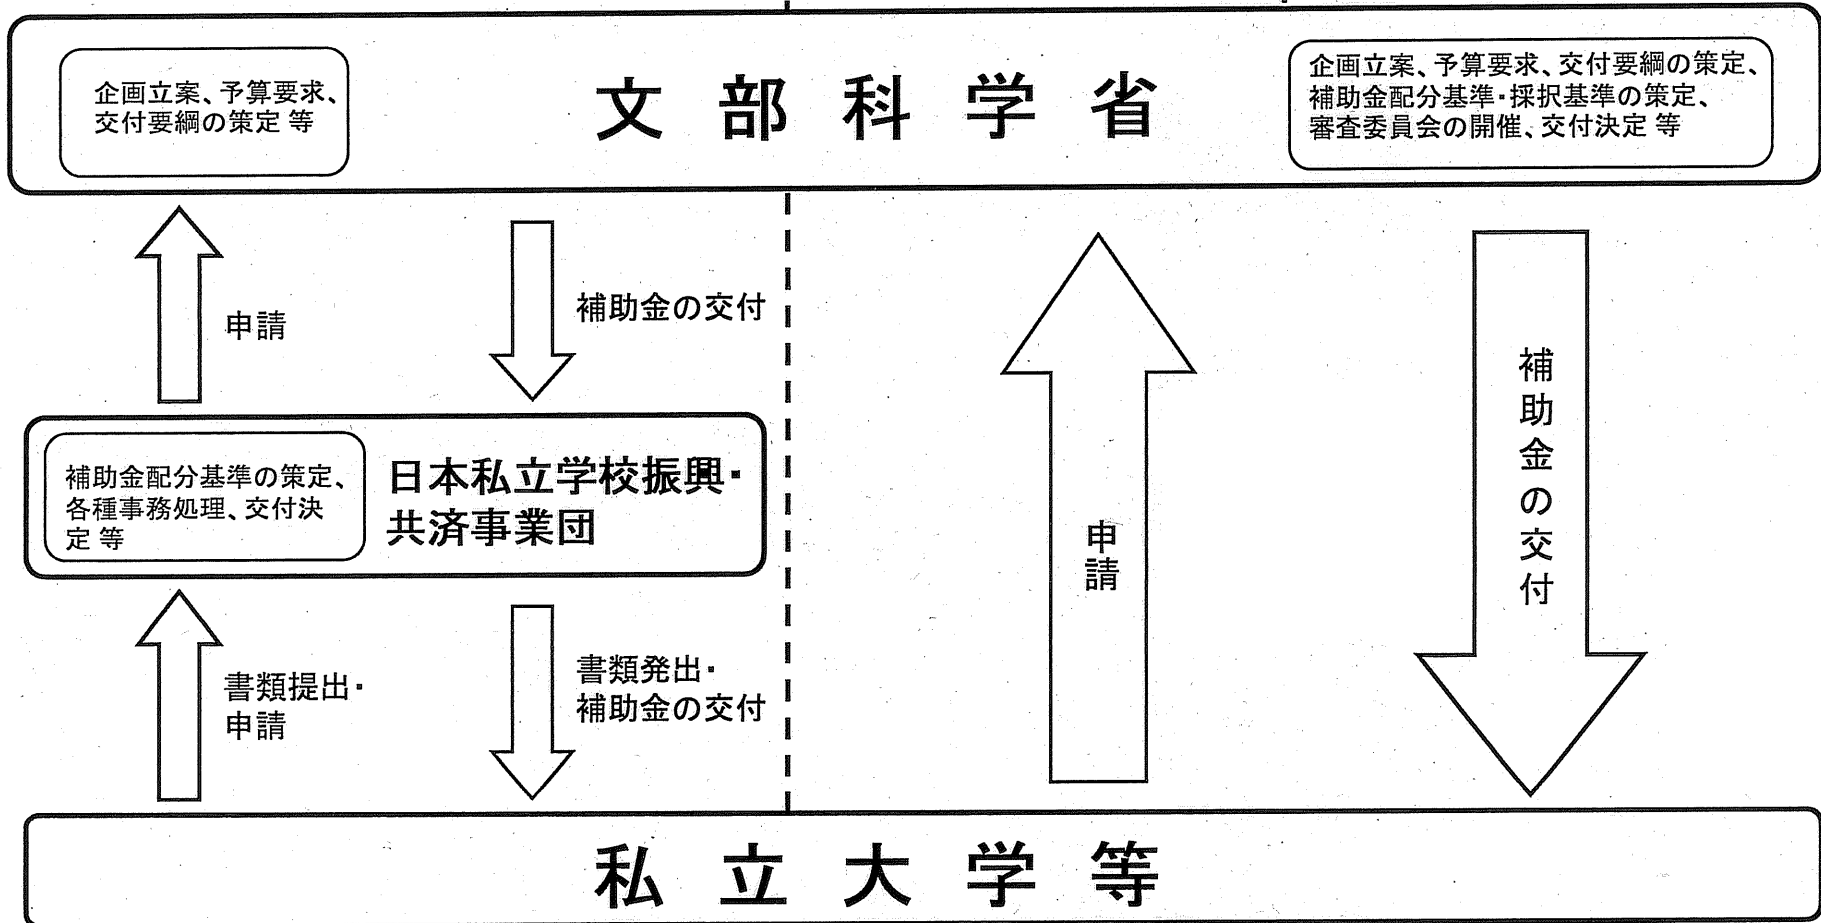 企画立案、予算要求、
交付要綱の策定 等
文部科学省
企画立案、予算要求、交付要綱の策定、
補助金配分基準・採択基準の策定、
審査委員会の開催、交付決定 等
申請
補助金の交付
補助金配分基準の策定、
各種事務処理、交付決
定 等
日本私立学校振興・
共済事業団
書類提出・
申請
書類発出・
補助金の交付
申請
補助金の交付
私立大学等